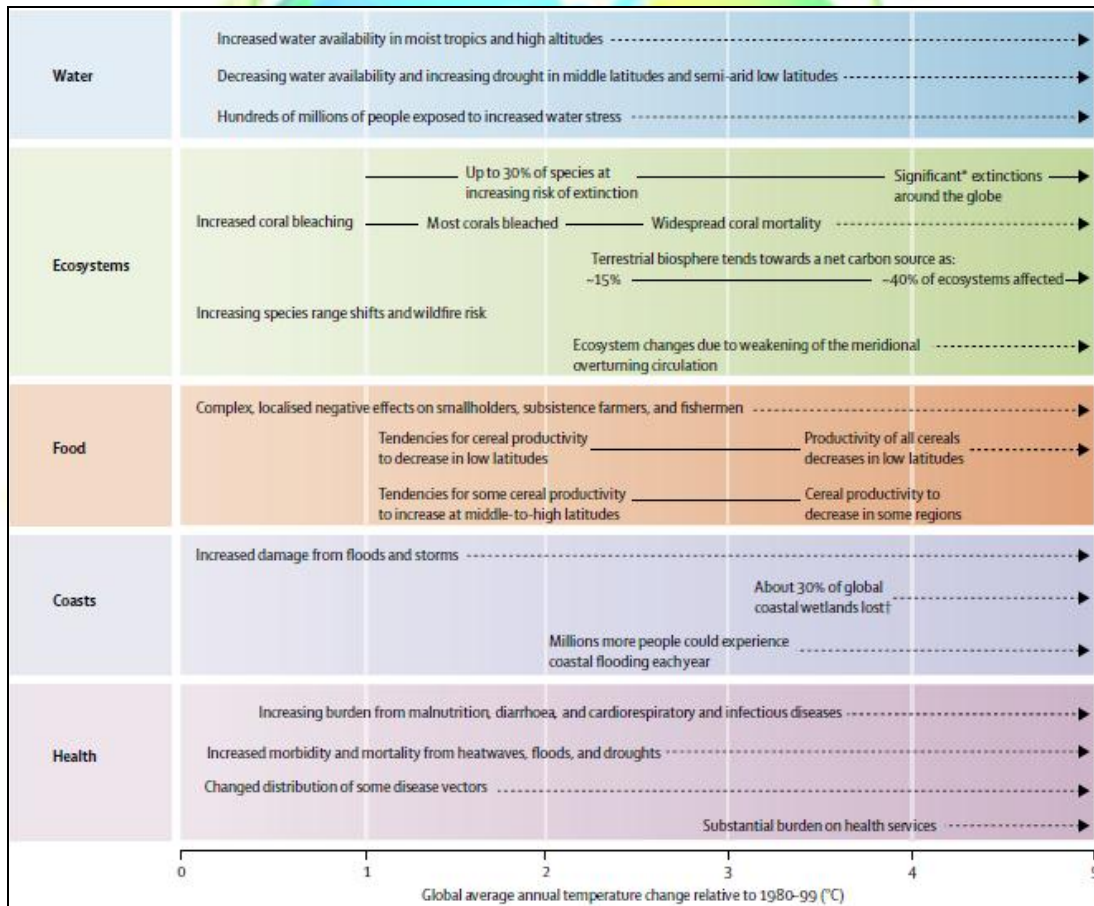 Water
Increased water availability in moist tropics and high altitudes
Decreasing water availability and increasing drought in middle latitudes and semi-arid low latitudes
Hundreds of millions of people exposed to increased water stress
Ecosystems
Up to 30% of species at
increasing risk of extinction
Significant* extinctions
around the globe
Increased coral bleaching
Most corals bleached
Widespread coral mortality
Terrestrial biosphere tends towards a net carbon source as:
~15%
~40% of ecosystems affected
Increasing species range shifts and wildfire risk
Ecosystem changes due to weakening of the meridional
overturning circulation
Food
Complex, localised negative effects on smallholders, subsistence farmers, and fishermen
Tendencies for cereal productivity
to decrease in low latitudes
Productivity of all cereals
decreases in low latitudes
Tendencies for some cereal productivity
to increase at middle-to-high latitudes
Cereal productivity to
decrease in some regions
Coasts
Increased damage from floods and storms
About 30% of global
coastal wetlands lost†
Millions more people could experience
coastal flooding each year
Health
Increasing burden from malnutrition, diarrhoea, and cardiorespiratory and infectious diseases
Increased morbidity and mortality from heatwaves, floods, and droughts
Changed distribution of some disease vectors
Substantial burden on health services
0 1 2 3 4 5
Global average annual temperature change relative to 1980–99 (°C)